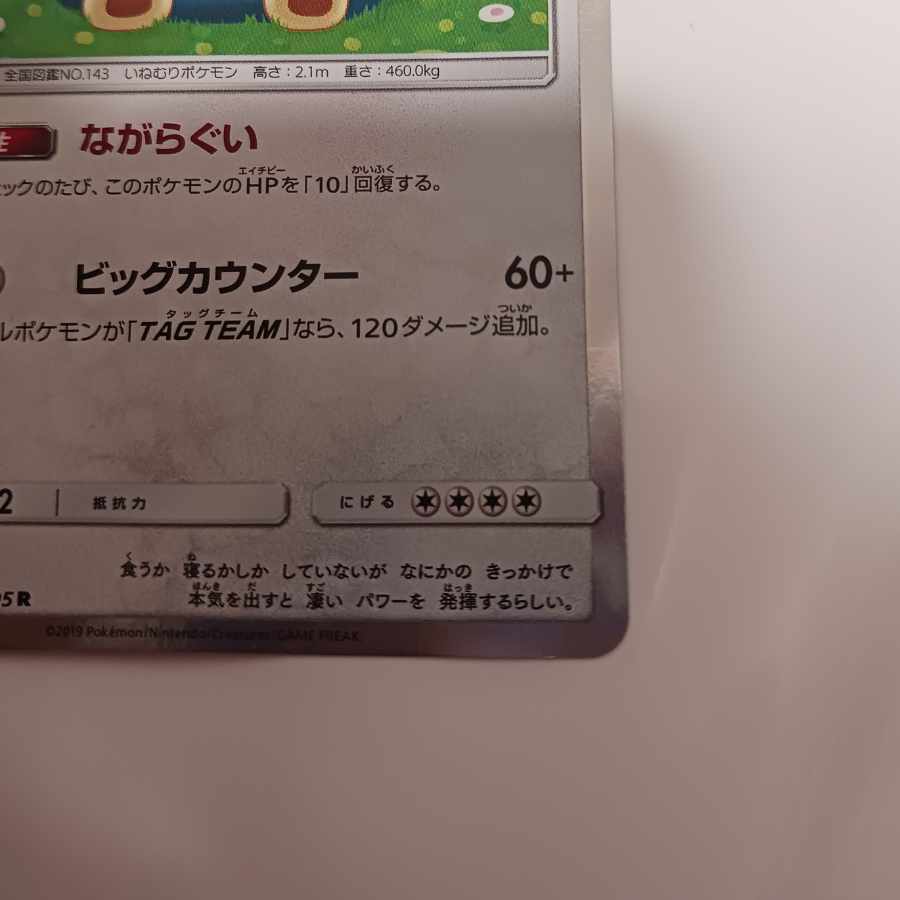 全国図鑑NO.143 いねむりポケモン 高さ：2.1m 重さ：460.0kg
ながらぐい
エイチピー かいふく
ックのたび、このポケモンのHPを「10」回復する。
ビッグカウンター 60+
タッグチーム ついか
ルポケモンが「TAG TEAM」なら、120ダメージ追加。
2 抵抗力 にげる
く ね
食うか 寝るかしか していないが なにかの きっかけで
ほんき だ すご はっき
本気を出すと 凄い パワーを 発揮するらしい。
5 R
©2019 Pokémon/Nintendo/Creatures/GAME FREAK